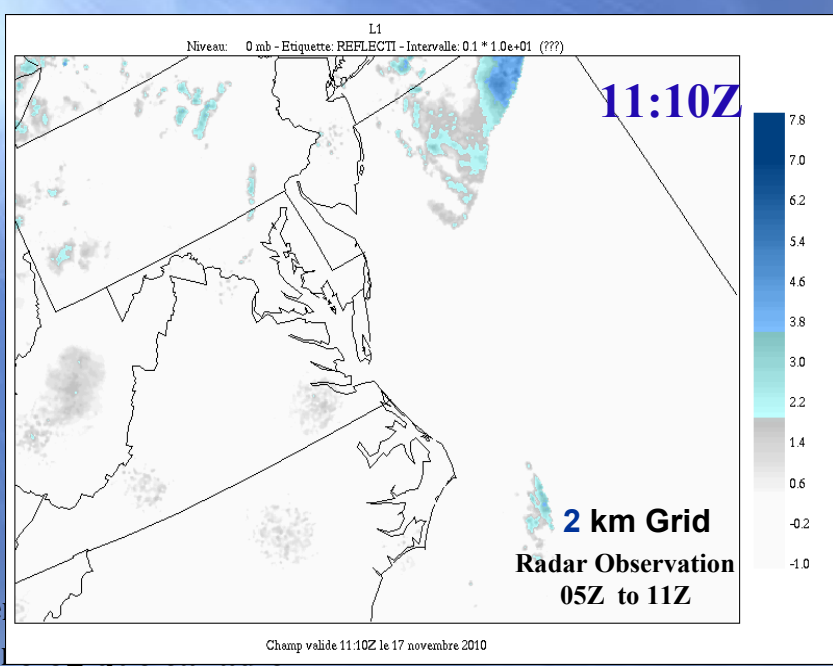 L1
Niveau: 0 mb - Etiquette: REFLECTI - Intervalle: 0.1 * 1.0e+01 (???)
11:10Z
7.8
7.0
6.2
5.4
4.6
3.8
3.0
2.2
1.4
0.6
-0.2
-1.0
2 km Grid
Radar Observation
05Z to 11Z
Champ valide 11:10Z le 17 novembre 2010